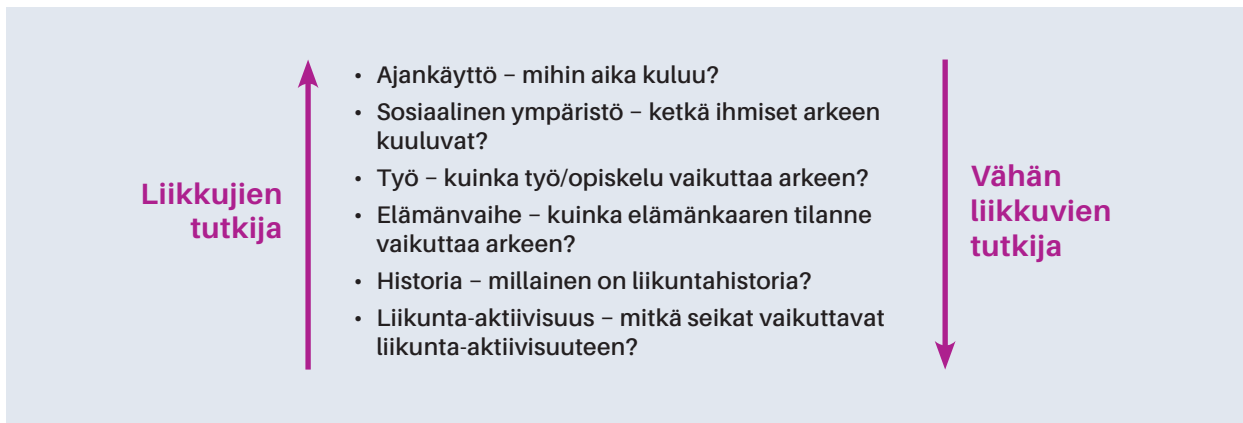 • Ajankäyttö – mihin aika kuluu?
• Sosiaalinen ympäristö – ketkä ihmiset arkeen
kuuluvat?
• Työ – kuinka työ/opiskelu vaikuttaa arkeen?
• Elämänvaihe – kuinka elämänkaaren tilanne
vaikuttaa arkeen?
• Historia – millainen on liikuntahistoria?
• Liikunta-aktiivisuus – mitkä seikat vaikuttavat
liikunta-aktiivisuuteen?
Liikkujien
tutkija
Vähän
liikkuvien
tutkija